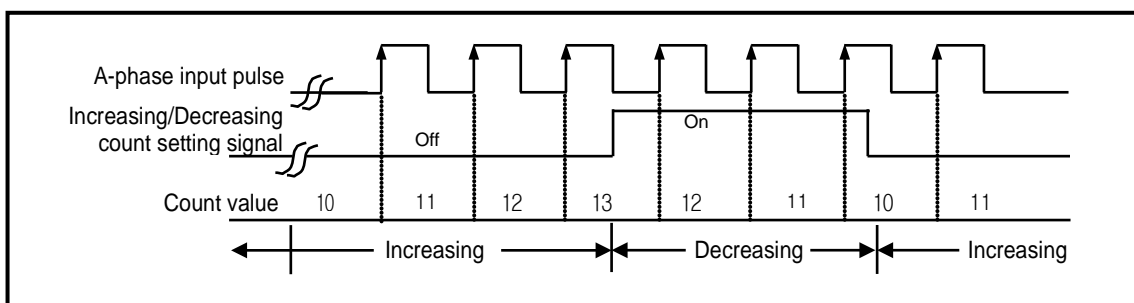 A-phase input pulse
Increasing/Decreasing
count setting signal
Off
On
Count value
10
11
12
13
12
11
10
11
Increasing
Decreasing
Increasing